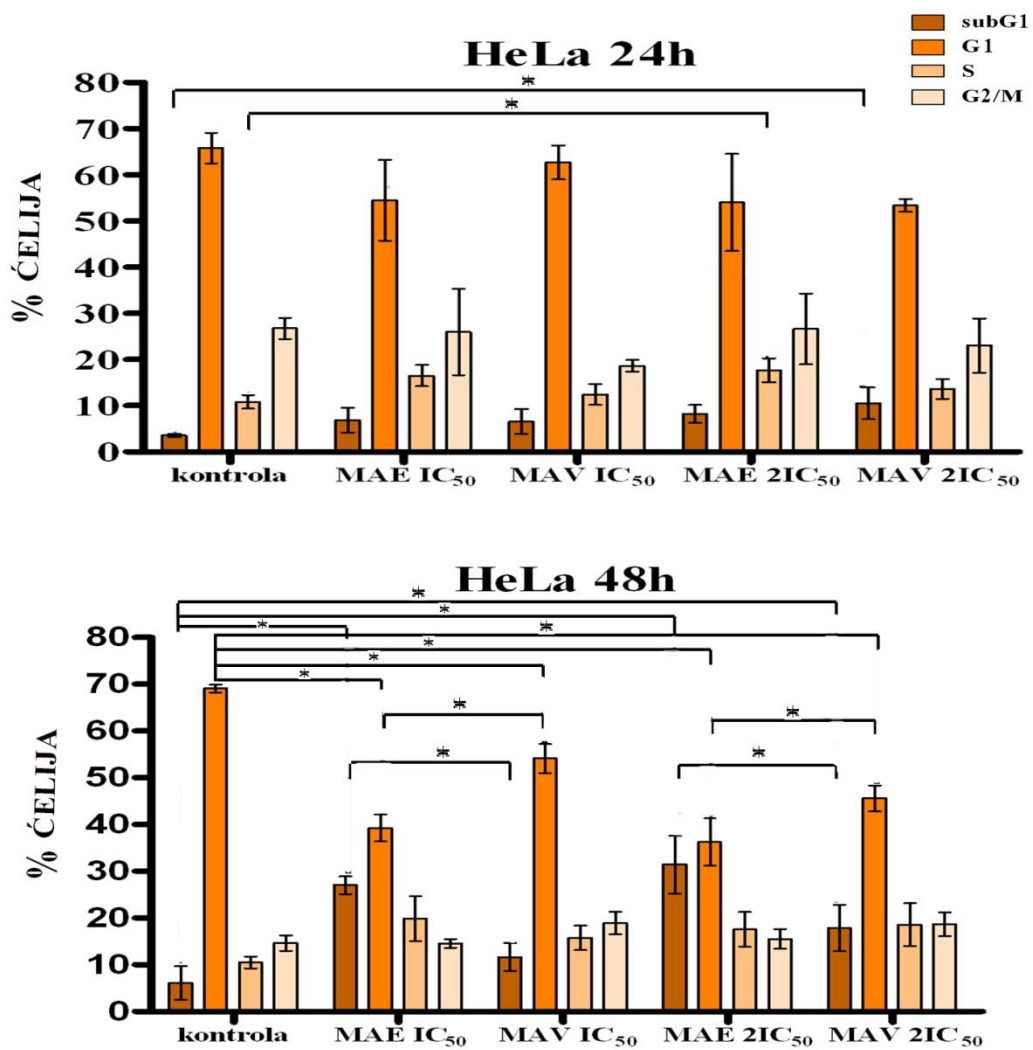 subG1
G1
S
G2/M
HeLa 24h
% ĆELIJA
80
70
60
50
40
30
20
10
0
* *
kontrola MAE IC₅₀ MAV IC₅₀ MAE 2IC₅₀ MAV 2IC₅₀
HeLa 48h
% ĆELIJA
80
70
60
50
40
30
20
10
0
* * * * * * * * * * *
kontrola MAE IC₅₀ MAV IC₅₀ MAE 2IC₅₀ MAV 2IC₅₀